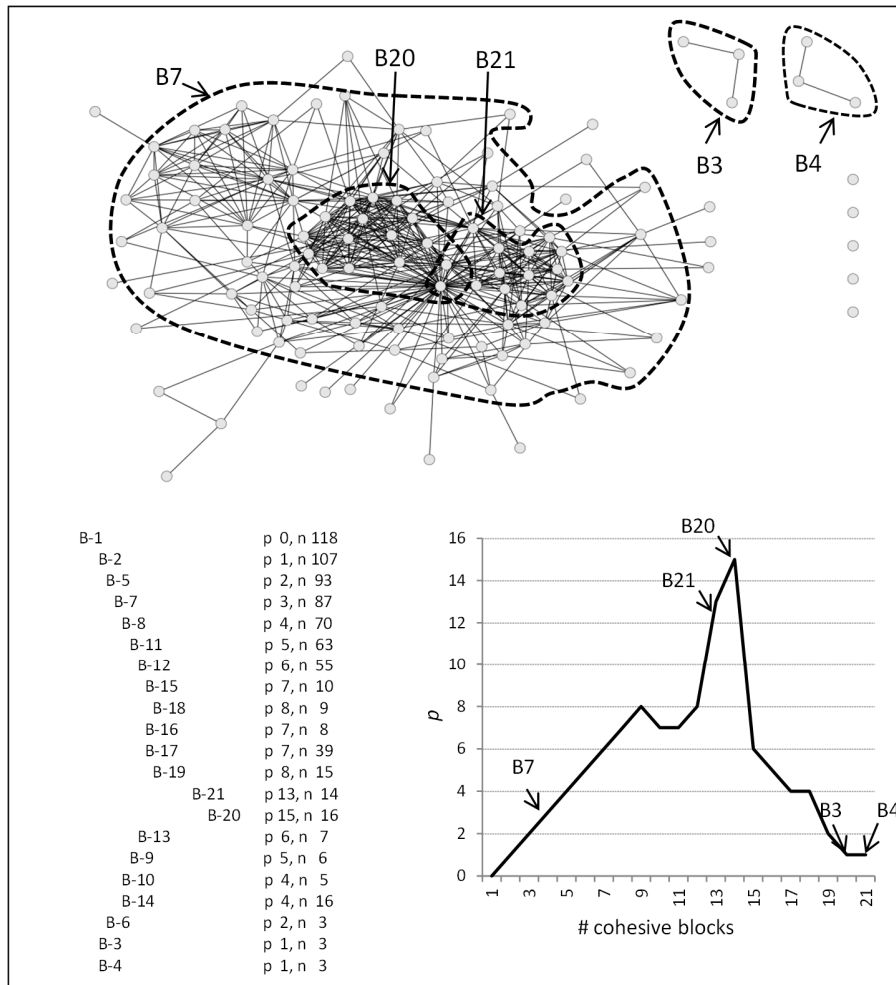 B7
B20
B21
B3
B4
B-1 p 0, n 118
B-2 p 1, n 107
B-5 p 2, n 93
B-7 p 3, n 87
B-8 p 4, n 70
B-11 p 5, n 63
B-12 p 6, n 55
B-15 p 7, n 10
B-18 p 8, n 9
B-16 p 7, n 8
B-17 p 7, n 39
B-19 p 8, n 15
B-21 p 13, n 14
B-20 p 15, n 16
B-13 p 6, n 7
B-9 p 5, n 6
B-10 p 4, n 5
B-14 p 4, n 16
B-6 p 2, n 3
B-3 p 1, n 3
B-4 p 1, n 3
16
14
12
10
8
6
4
2
0
p
B20
B21
B7
B3
B4
1 3 5 7 9 11 13 15 17 19 21
# cohesive blocks